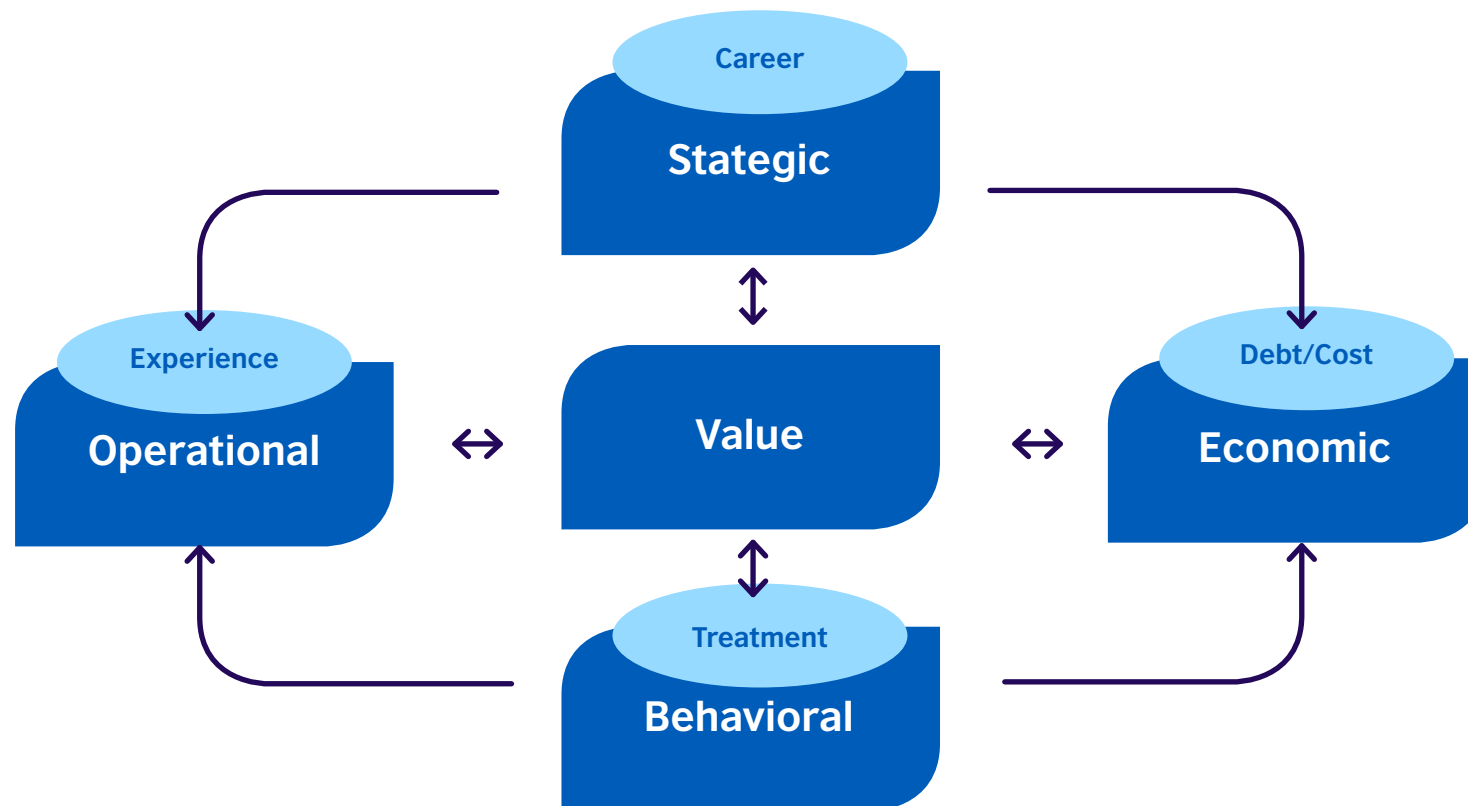 Career
Stategic
Experience
Operational
Value
Debt/Cost
Economic
Treatment
Behavioral